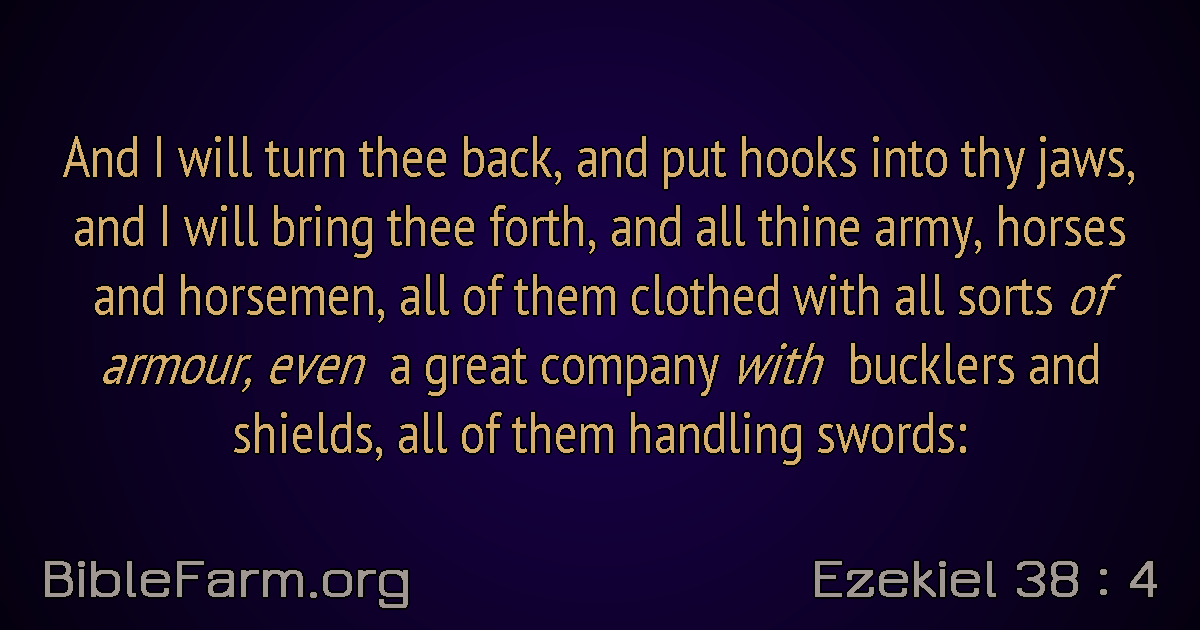 And I will turn thee back, and put hooks into thy jaws,
and I will bring thee forth, and all thine army, horses
and horsemen, all of them clothed with all sorts of
armour, even a great company with bucklers and
shields, all of them handling swords:
BibleFarm.org
Ezekiel 38 : 4